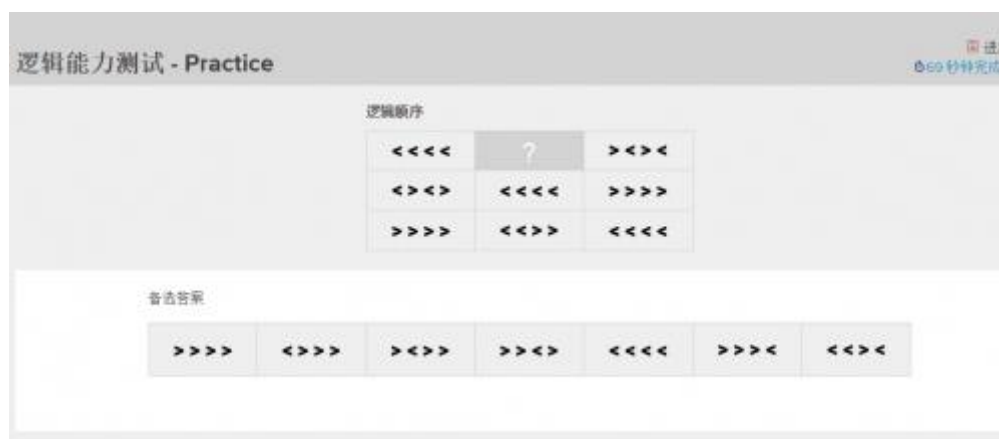 逻辑能力测试 - Practice
进
69 秒钟完成
逻辑顺序
<<<< ? ><><
<><> <<<< >>>>
>>>> <<>> <<<<
备选答案
>>>> <>>> ><>> >><> <<<< >>>< <<><